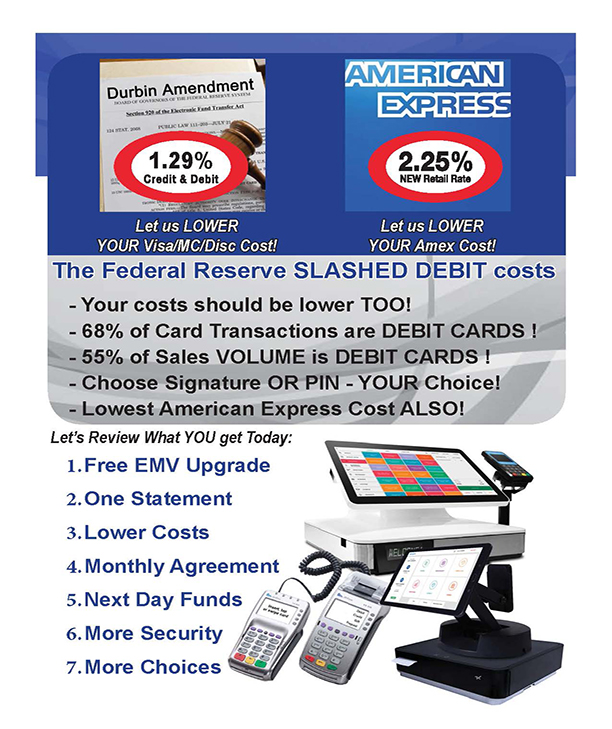 Durbin Amendment
BOARD OF GOVERNORS OF THE FEDERAL RESERVE SYSTEM
Section 920 of the Electronic Fund Transfer Act
124 STAT. 2068 PUBLIC LAW 111-203—JULY 21
1.29%
Credit & Debit
AMERICAN
EXPRESS
2.25%
NEW Retail Rate
Let us LOWER
YOUR Visa/MC/Disc Cost!
Let us LOWER
YOUR Amex Cost!
The Federal Reserve SLASHED DEBIT costs
- Your costs should be lower TOO!
- 68% of Card Transactions are DEBIT CARDS !
- 55% of Sales VOLUME is DEBIT CARDS !
- Choose Signature OR PIN - YOUR Choice!
- Lowest American Express Cost ALSO!
Let's Review What YOU get Today:
1. Free EMV Upgrade
2. One Statement
3. Lower Costs
4. Monthly Agreement
5. Next Day Funds
6. More Security
7. More Choices